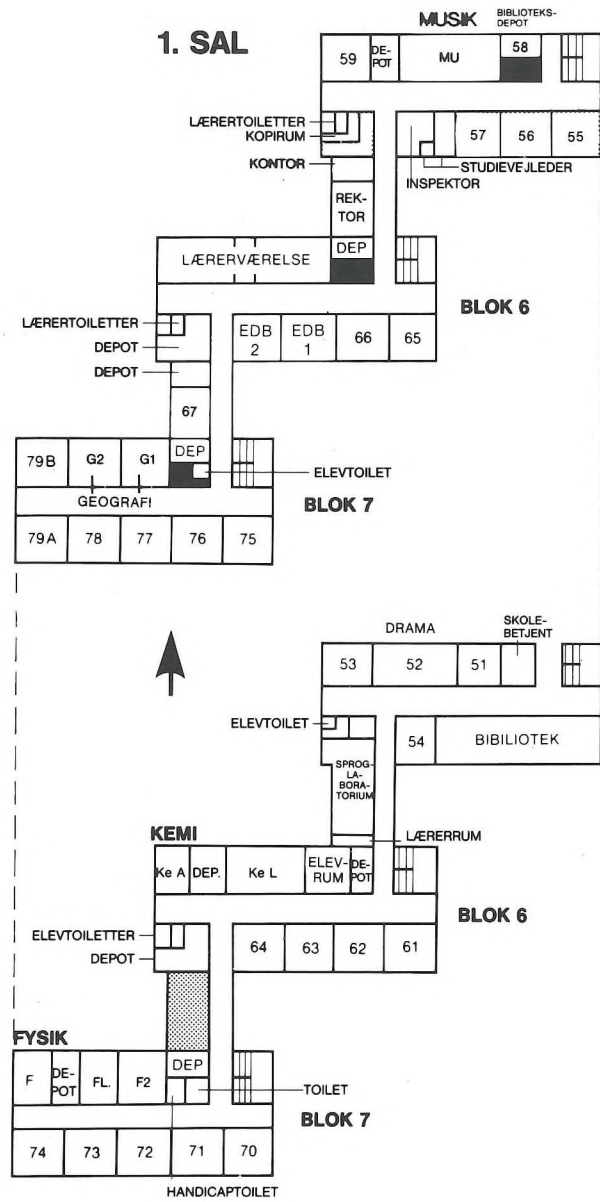 1. SAL
MUSIK
BIBLIOTEKS-
DEPOT
59
DE-
POT
MU
58
LÆRERTOILETTER
KOPIRUM
57
56
55
STUDIEVEJLEDER
INSPEKTOR
KONTOR
REK-
TOR
LÆRERVÆRELSE
DEP
BLOK 6
LÆRERTOILETTER
DEPOT
EDB
2
EDB
1
66
65
DEPOT
67
79B
G2
G1
DEP
ELEVTOILET
GEOGRAFI
BLOK 7
79A
78
77
76
75
DRAMA
SKOLE-
BETJENT
53
52
51
ELEVTOILET
54
BIBILIOTEK
SPROG-
LA-
BORA-
TORIUM
LÆRERRUM
KEMI
Ke A
DEP.
Ke L
ELEV-
RUM
DE-
POT
BLOK 6
ELEVTOILETTER
DEPOT
64
63
62
61
FYSIK
F
DE-
POT
FL.
F2
DEP
TOILET
BLOK 7
74
73
72
71
70
HANDICAPTOILET